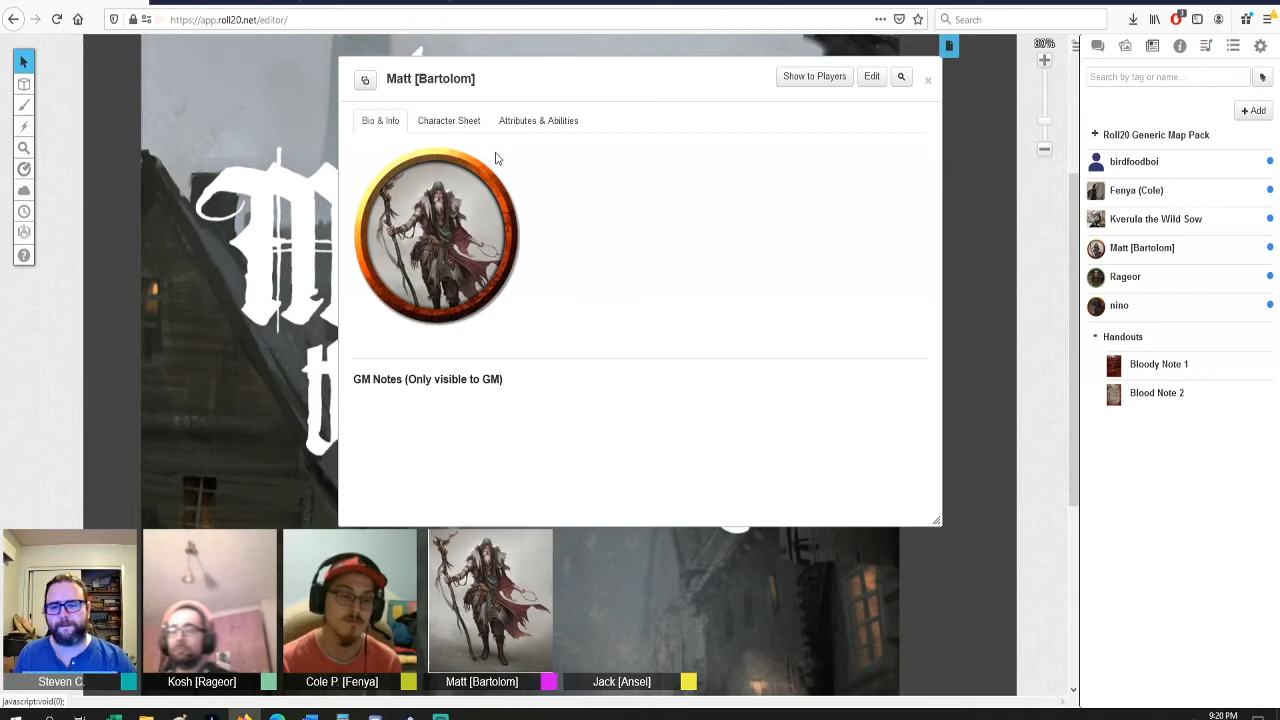 https://app.roll20.net/editor/
Search
80%
Matt [Bartolom]
Show to Players
Edit
Bio & Info
Character Sheet
Attributes & Abilities
GM Notes (Only visible to GM)
Search by tag or name...
+ Add
Roll20 Generic Map Pack
birdfoodboi
Fenya (Cole)
Kverula the Wild Sow
Matt [Bartolom]
Rageor
nino
Handouts
Bloody Note 1
Blood Note 2
Steven C.
Kosh [Rageor]
Cole P. [Fenya]
Matt [Bartolom]
Jack [Ansel]
javascript:void(0);
9:20 PM